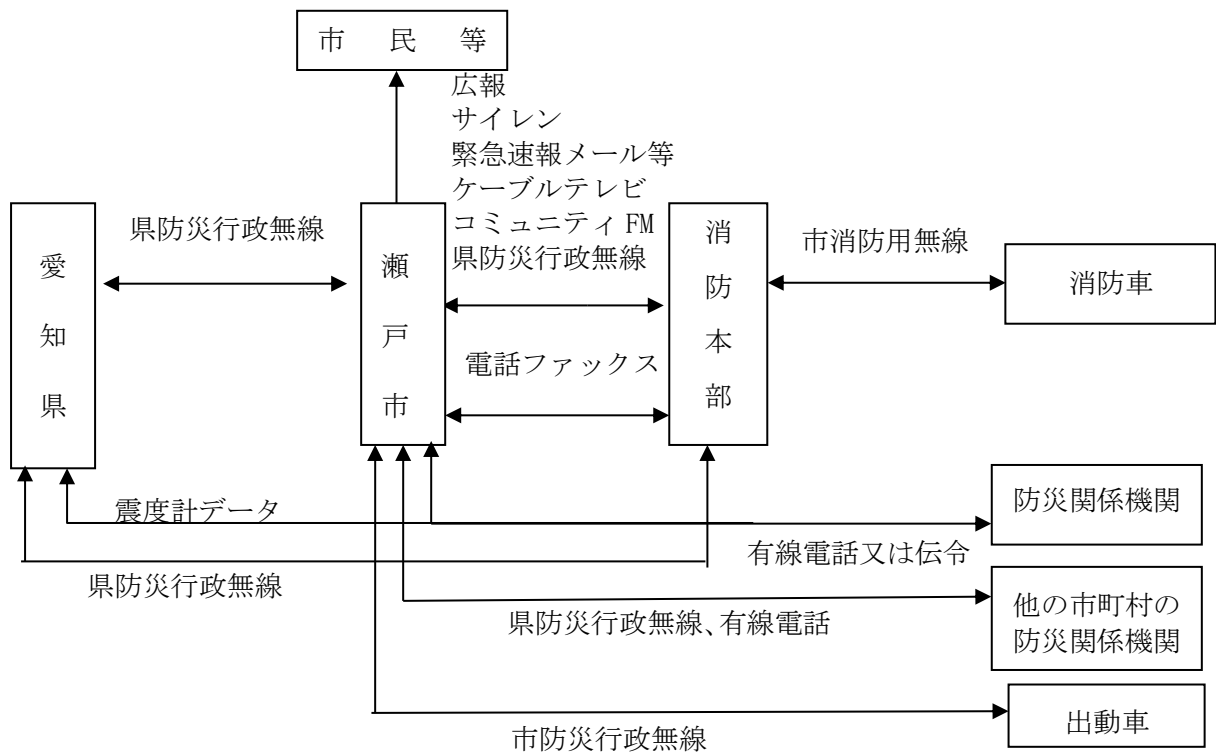 市 民 等
広報
サイレン
緊急速報メール等
ケーブルテレビ
コミュニティ FM
県防災行政無線
県防災行政無線
愛知県
瀬戸市
消防本部
市消防用無線
消防車
電話ファックス
震度計データ
防災関係機関
有線電話又は伝令
県防災行政無線
他の市町村の
防災関係機関
県防災行政無線、有線電話
出動車
市防災行政無線